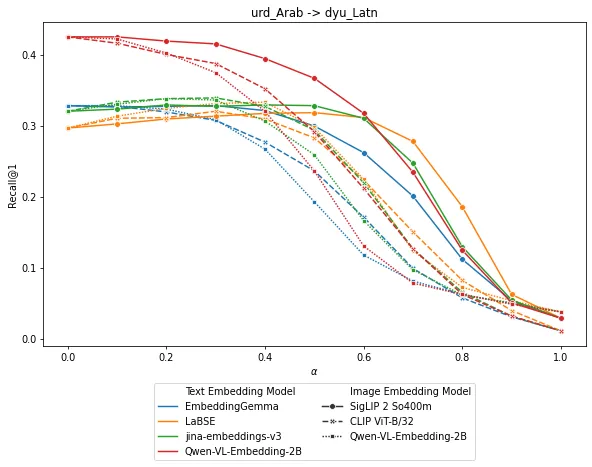 urd_Arab -> dyu_Latn
Recall@1
0.4
0.3
0.2
0.1
0.0
0.0 0.2 0.4 0.6 0.8 1.0
α
Text Embedding Model Image Embedding Model
EmbeddingGemma SigLIP 2 So400m
LaBSE CLIP ViT-B/32
jina-embeddings-v3 Qwen-VL-Embedding-2B
Qwen-VL-Embedding-2B